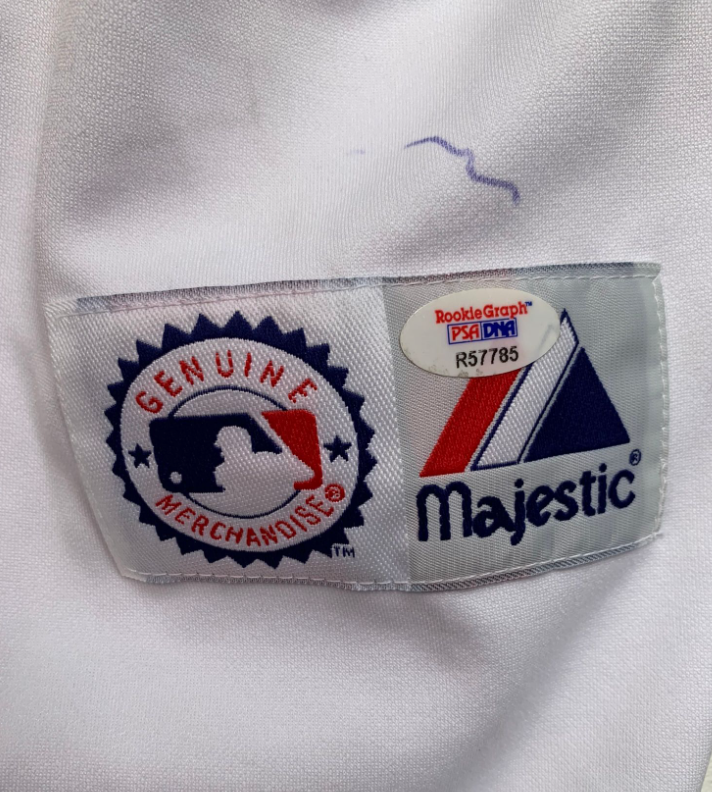 GENUINE
MERCHANDISE®
TM
RookieGraph™
PSA DNA
R57785
Majestic®